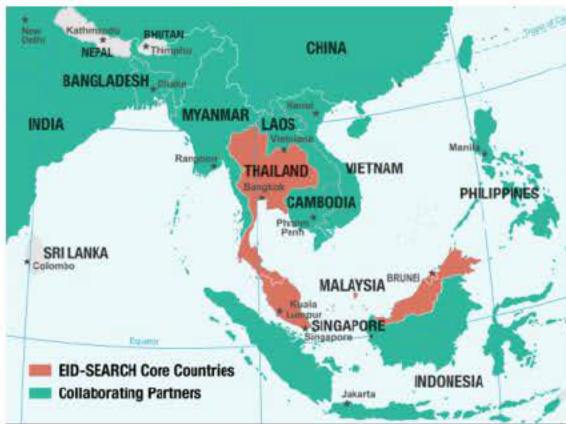 New
Delhi
Kathmandu
NEPAL
BHUTAN
Thimphu
CHINA
Tropic of Ca
BANGLADESH
Dhaka
INDIA
MYANMAR
Hanoi
LAOS
Vientiane
Rangoon
THAILAND
Bangkok
VIETNAM
Manila
PHILIPPINES
CAMBODIA
Phnom
Penh
SRI LANKA
Colombo
MALAYSIA
BRUNEI
Kuala
Lumpur
SINGAPORE
Singapore
Equator
EID-SEARCH Core Countries
Collaborating Partners
INDONESIA
Jakarta